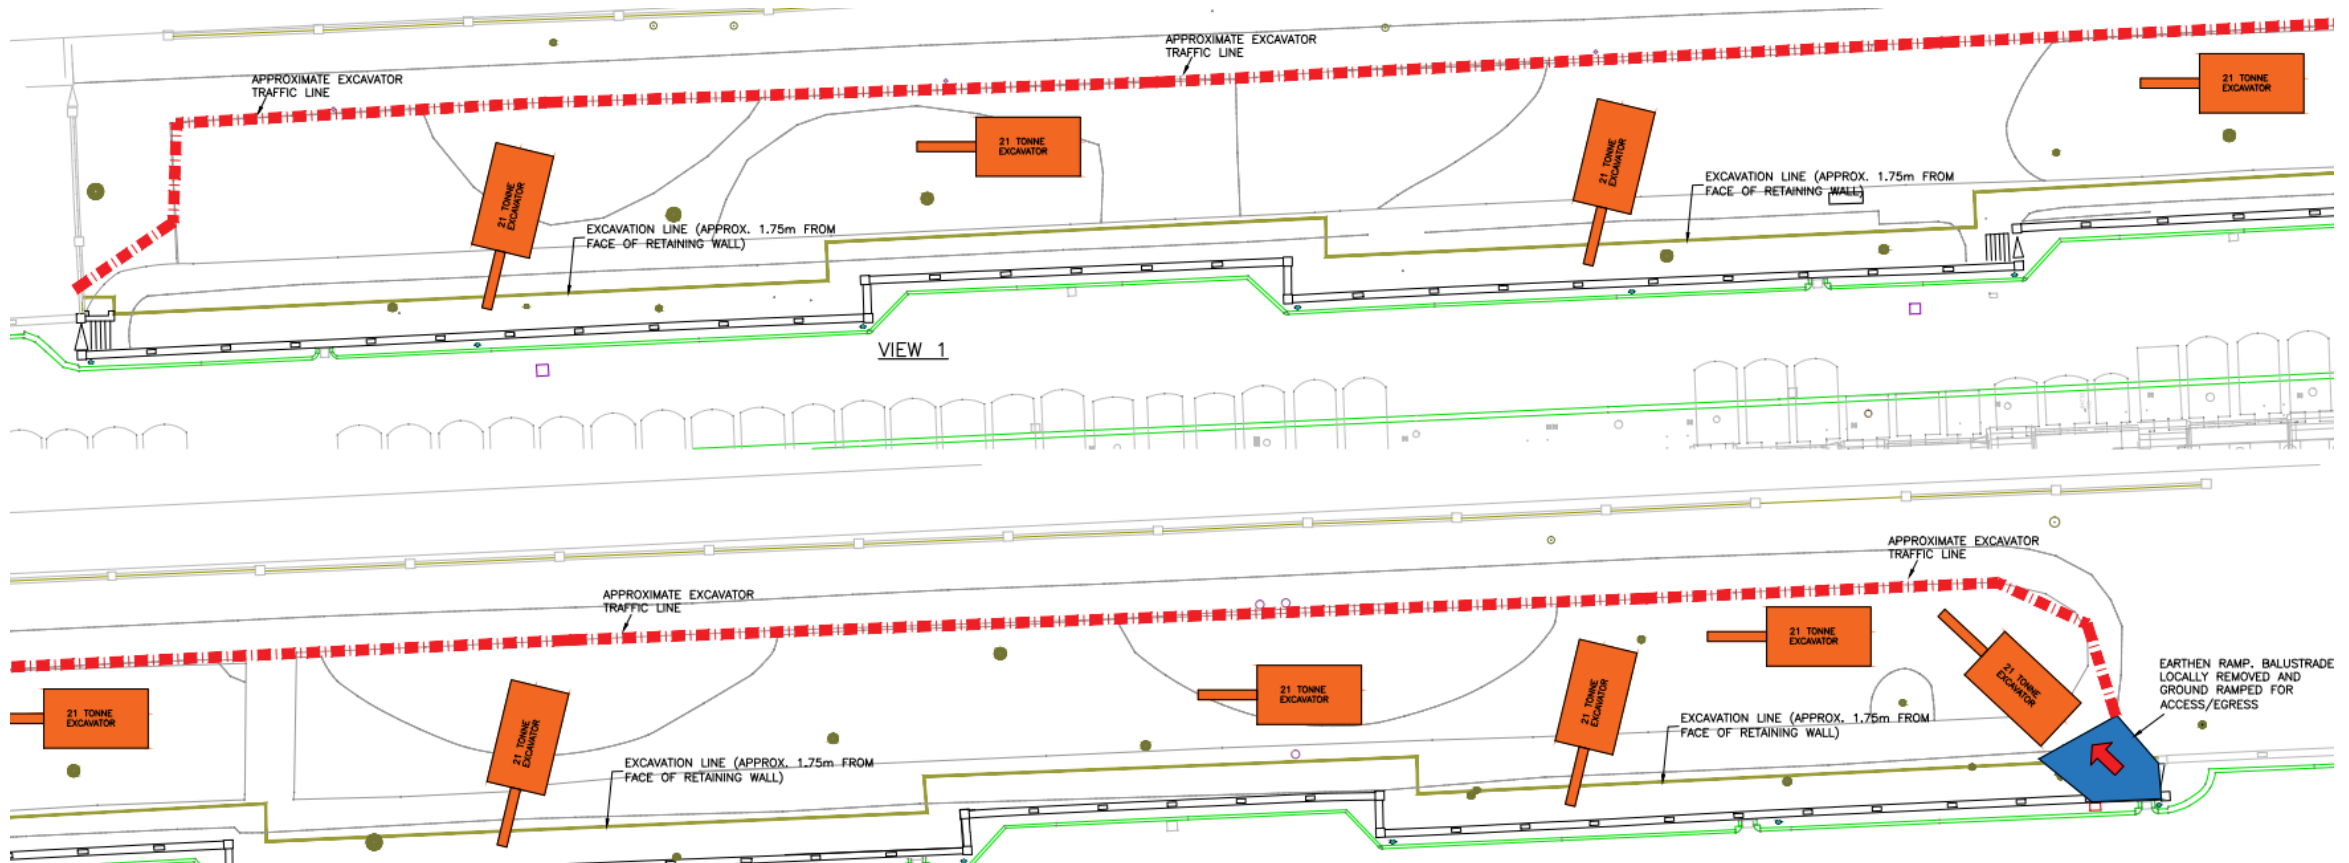 APPROXIMATE EXCAVATOR
TRAFFIC LINE
APPROXIMATE EXCAVATOR
TRAFFIC LINE
21 TONNE
EXCAVATOR
21 TONNE
EXCAVATOR
21 TONNE
EXCAVATOR
21 TONNE
EXCAVATOR
EXCAVATION LINE (APPROX. 1.75m FROM
FACE OF RETAINING WALL)
EXCAVATION LINE (APPROX. 1.75m FROM
FACE OF RETAINING WALL)
VIEW 1
APPROXIMATE EXCAVATOR
TRAFFIC LINE
APPROXIMATE EXCAVATOR
TRAFFIC LINE
21 TONNE
EXCAVATOR
21 TONNE
EXCAVATOR
21 TONNE
EXCAVATOR
21 TONNE
EXCAVATOR
21 TONNE
EXCAVATOR
21 TONNE
EXCAVATOR
EARTHEN RAMP. BALUSTRADE
LOCALLY REMOVED AND
GROUND RAMPED FOR
ACCESS/EGRESS
EXCAVATION LINE (APPROX. 1.75m FROM
FACE OF RETAINING WALL)
EXCAVATION LINE (APPROX. 1.75m FROM
FACE OF RETAINING WALL)